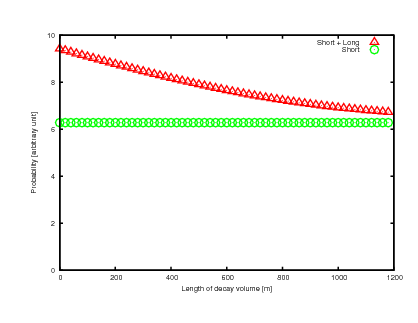 10
8
6
4
2
0
0 200 400 600 800 1000 1200
Probability [arbitrary unit]
Length of decay volume [m]
Short + Long
Short